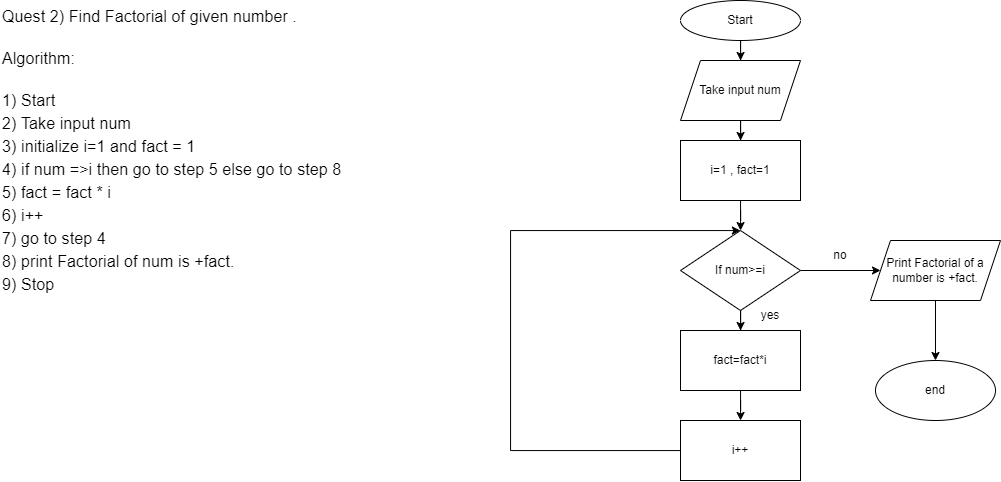 Quest 2) Find Factorial of given number .
Algorithm:
1) Start
2) Take input num
3) initialize i=1 and fact = 1
4) if num =>i then go to step 5 else go to step 8
5) fact = fact * i
6) i++
7) go to step 4
8) print Factorial of num is +fact.
9) Stop
Start
Take input num
i=1 , fact=1
If num>=i
no
Print Factorial of a
number is +fact.
yes
fact=fact*i
end
i++